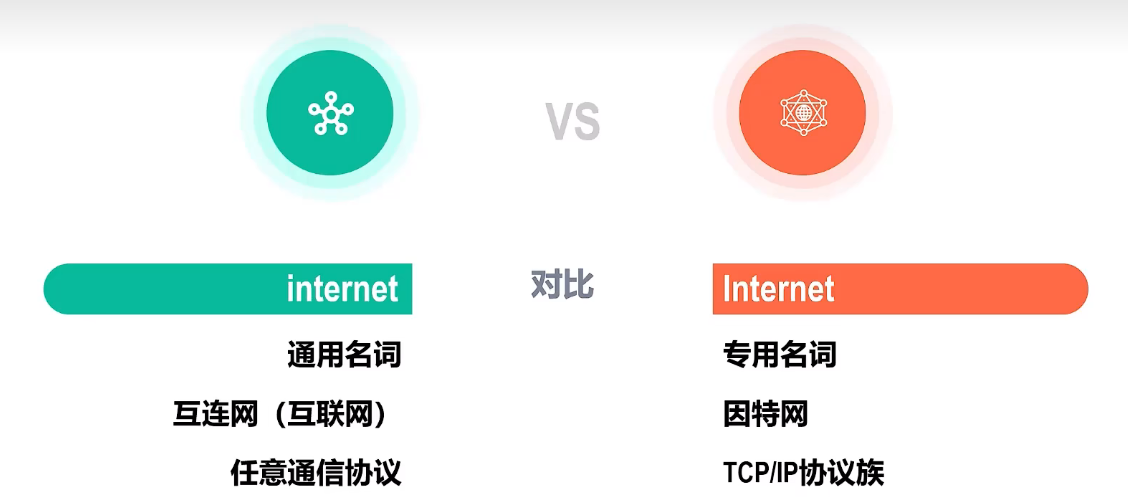 VS
internet
对比
Internet
通用名词
专用名词
互连网（互联网）
因特网
任意通信协议
TCP/IP协议族